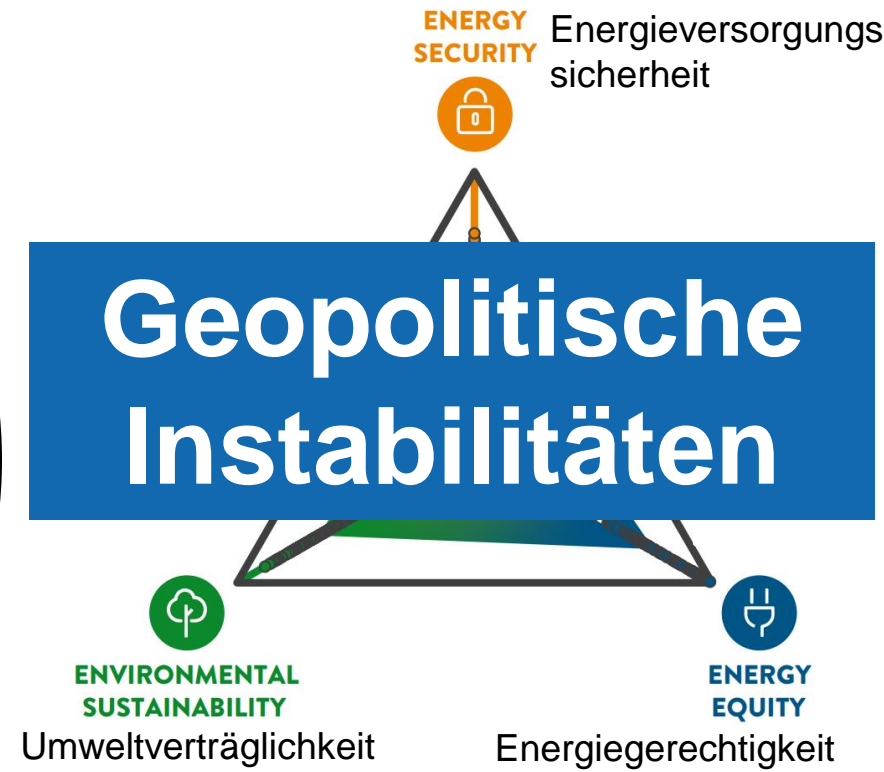 ENERGY
SECURITY
Energieversorgungs
sicherheit
Geopolitische
Instabilitäten
ENVIRONMENTAL
SUSTAINABILITY
Umweltverträglichkeit
ENERGY
EQUITY
Energiegerechtigkeit